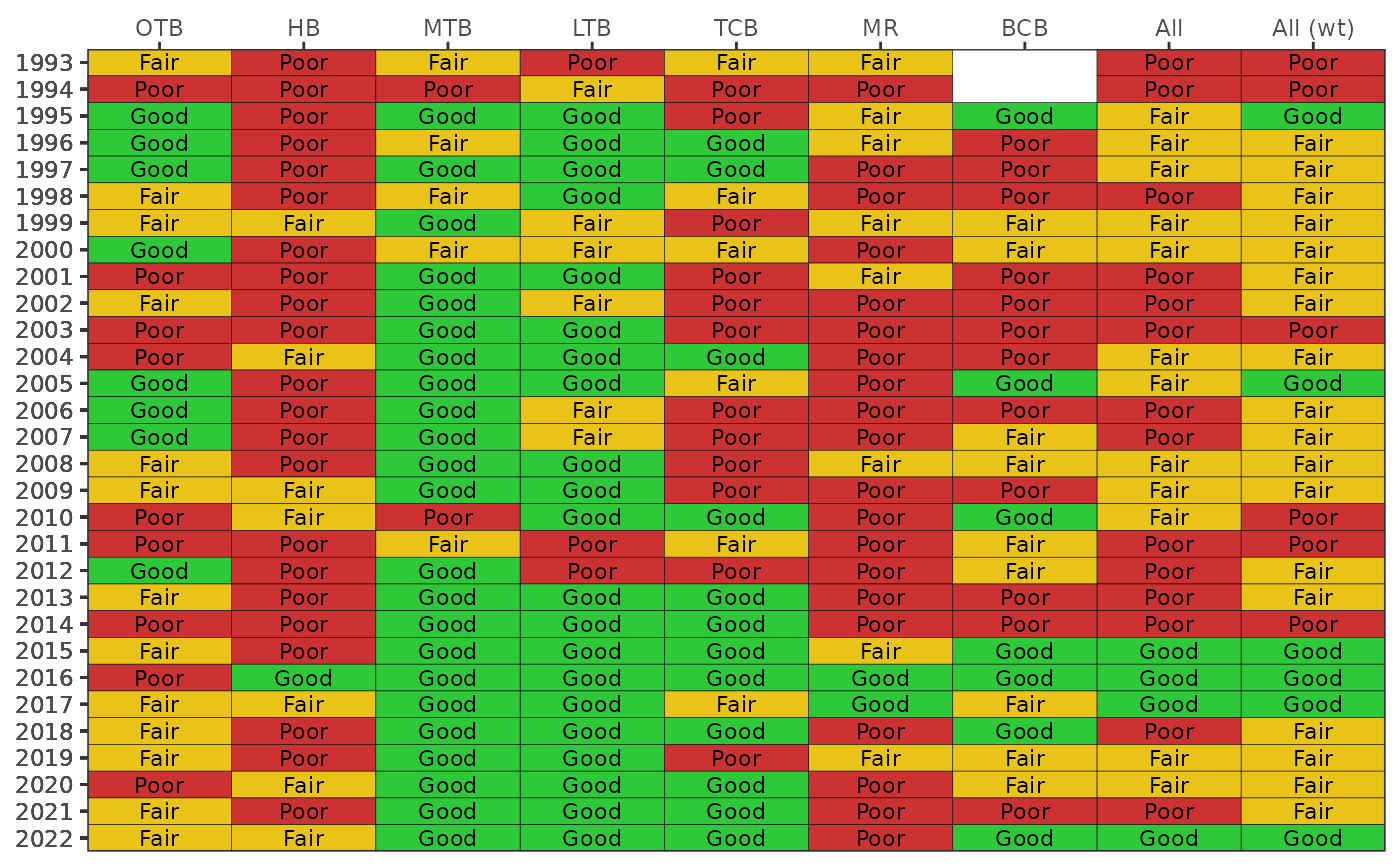 OTB HB MTB LTB TCB MR BCB All All (wt)
1993 Fair Poor Fair Poor Fair Fair Poor Poor
1994 Poor Poor Poor Fair Poor Poor Poor Poor
1995 Good Poor Good Good Poor Fair Good Fair Good
1996 Good Poor Fair Good Good Fair Poor Fair Fair
1997 Good Poor Good Good Good Poor Poor Fair Fair
1998 Fair Poor Fair Good Fair Poor Poor Poor Fair
1999 Fair Fair Good Fair Poor Fair Fair Fair Fair
2000 Good Poor Fair Fair Fair Poor Fair Fair Fair
2001 Poor Poor Good Good Poor Fair Poor Poor Fair
2002 Fair Poor Good Fair Poor Poor Poor Poor Fair
2003 Poor Poor Good Good Poor Poor Poor Poor Poor
2004 Poor Fair Good Good Good Poor Poor Fair Fair
2005 Good Poor Good Good Fair Poor Good Fair Good
2006 Good Poor Good Fair Poor Poor Poor Poor Fair
2007 Good Poor Good Fair Poor Poor Fair Poor Fair
2008 Fair Poor Good Good Poor Fair Fair Fair Fair
2009 Fair Fair Good Good Poor Poor Poor Fair Fair
2010 Poor Fair Poor Good Good Poor Good Fair Poor
2011 Poor Poor Fair Poor Fair Poor Fair Poor Poor
2012 Good Poor Good Poor Poor Poor Fair Poor Fair
2013 Fair Poor Good Good Good Poor Poor Poor Fair
2014 Poor Poor Good Good Good Poor Poor Poor Poor
2015 Fair Poor Good Good Good Fair Good Good Good
2016 Poor Good Good Good Good Good Good Good Good
2017 Fair Fair Good Good Fair Good Fair Good Good
2018 Fair Poor Good Good Good Poor Good Poor Fair
2019 Fair Poor Good Good Poor Fair Fair Fair Fair
2020 Poor Fair Good Good Good Poor Fair Fair Fair
2021 Fair Poor Good Good Good Poor Poor Poor Fair
2022 Fair Fair Good Good Good Poor Good Good Good